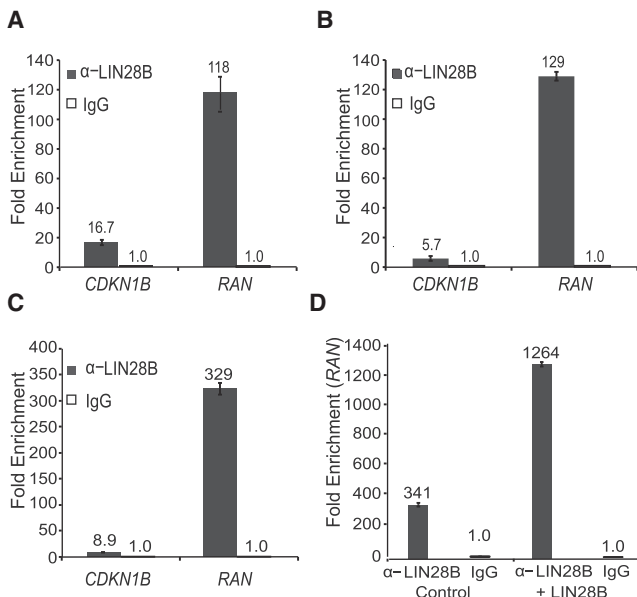 A
Fold Enrichment
140
120
100
80
60
40
20
0
α−LIN28B
IgG
16.7
1.0
118
1.0
CDKN1B
RAN
B
Fold Enrichment
140
120
100
80
60
40
20
0
α−LIN28B
IgG
5.7
1.0
129
1.0
CDKN1B
RAN
C
Fold Enrichment
400
350
300
250
200
150
100
50
0
α−LIN28B
IgG
8.9
1.0
329
1.0
CDKN1B
RAN
D
Fold Enrichment (RAN)
1400
1200
1000
800
600
400
200
0
341
1.0
1264
1.0
α−LIN28B IgG α−LIN28B IgG
Control + LIN28B